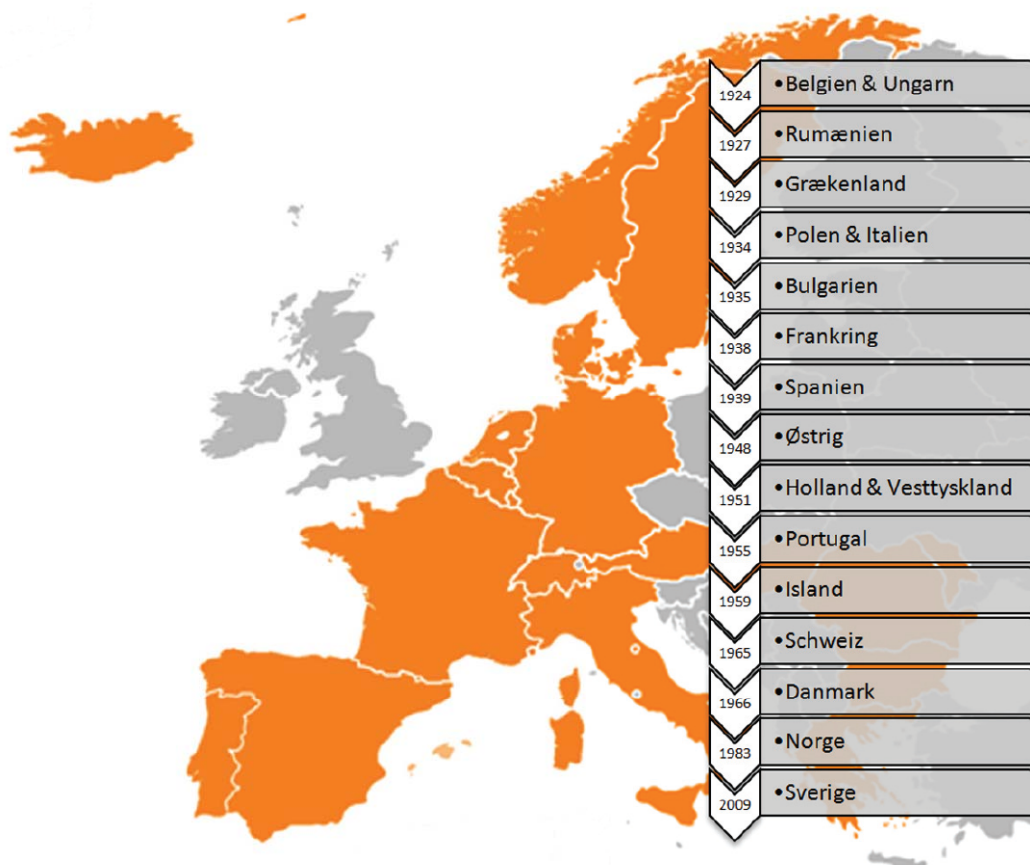 1924 •Belgien & Ungarn
1927 •Rumænien
1929 •Grækenland
1934 •Polen & Italien
1935 •Bulgarien
1938 •Frankring
1939 •Spanien
1948 •Østrig
1951 •Holland & Vesttyskland
1955 •Portugal
1959 •Island
1965 •Schweiz
1966 •Danmark
1983 •Norge
2009 •Sverige